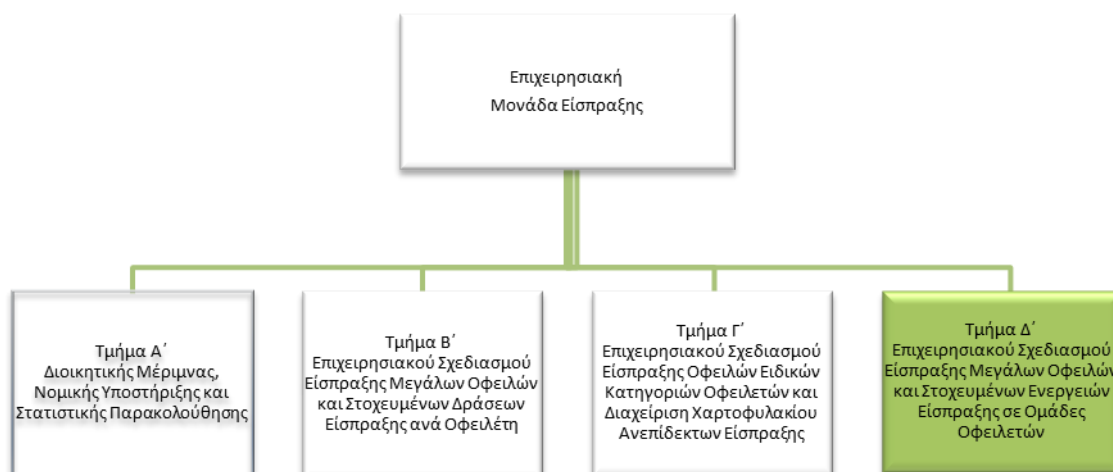 Επιχειρησιακή
Μονάδα Είσπραξης
Τμήμα Α΄
Διοικητικής Μέριμνας,
Νομικής Υποστήριξης και
Στατιστικής Παρακολούθησης
Τμήμα Β΄
Επιχειρησιακού Σχεδιασμού
Είσπραξης Μεγάλων Οφειλών
και Στοχευμένων Δράσεων
Είσπραξης ανά Οφειλέτη
Τμήμα Γ΄
Επιχειρησιακού Σχεδιασμού
Είσπραξης Οφειλών Ειδικών
Κατηγοριών Οφειλετών και
Διαχείριση Χαρτοφυλακίου
Ανεπίδεκτων Είσπραξης
Τμήμα Δ΄
Επιχειρησιακού Σχεδιασμού
Είσπραξης Μεγάλων Οφειλών
και Στοχευμένων Ενεργειών
Είσπραξης σε Ομάδες
Οφειλετών